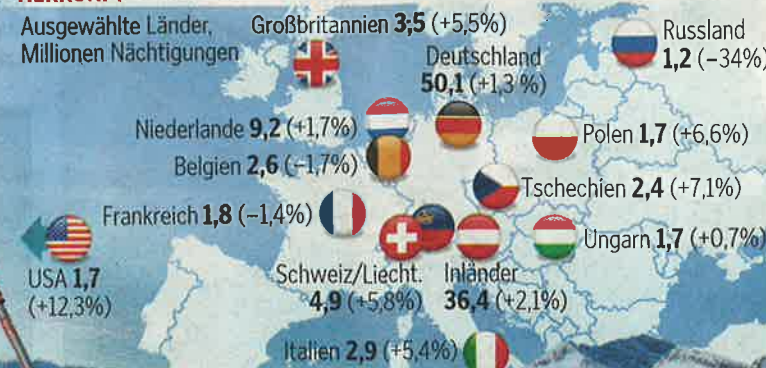 Ausgewählte Länder,
Millionen Nächtigungen
Großbritannien 3,5 (+5,5%)
Russland
1,2 (−34%)
Deutschland
50,1 (+1,3 %)
Niederlande 9,2 (+1,7%)
Belgien 2,6 (−1,7%)
Polen 1,7 (+6,6%)
Tschechien 2,4 (+7,1%)
Frankreich 1,8 (−1,4%)
Ungarn 1,7 (+0,7%)
USA 1,7
(+12,3%)
Schweiz/Liecht.
4,9 (+5,8%)
Inländer
36,4 (+2,1%)
Italien 2,9 (+5,4%)